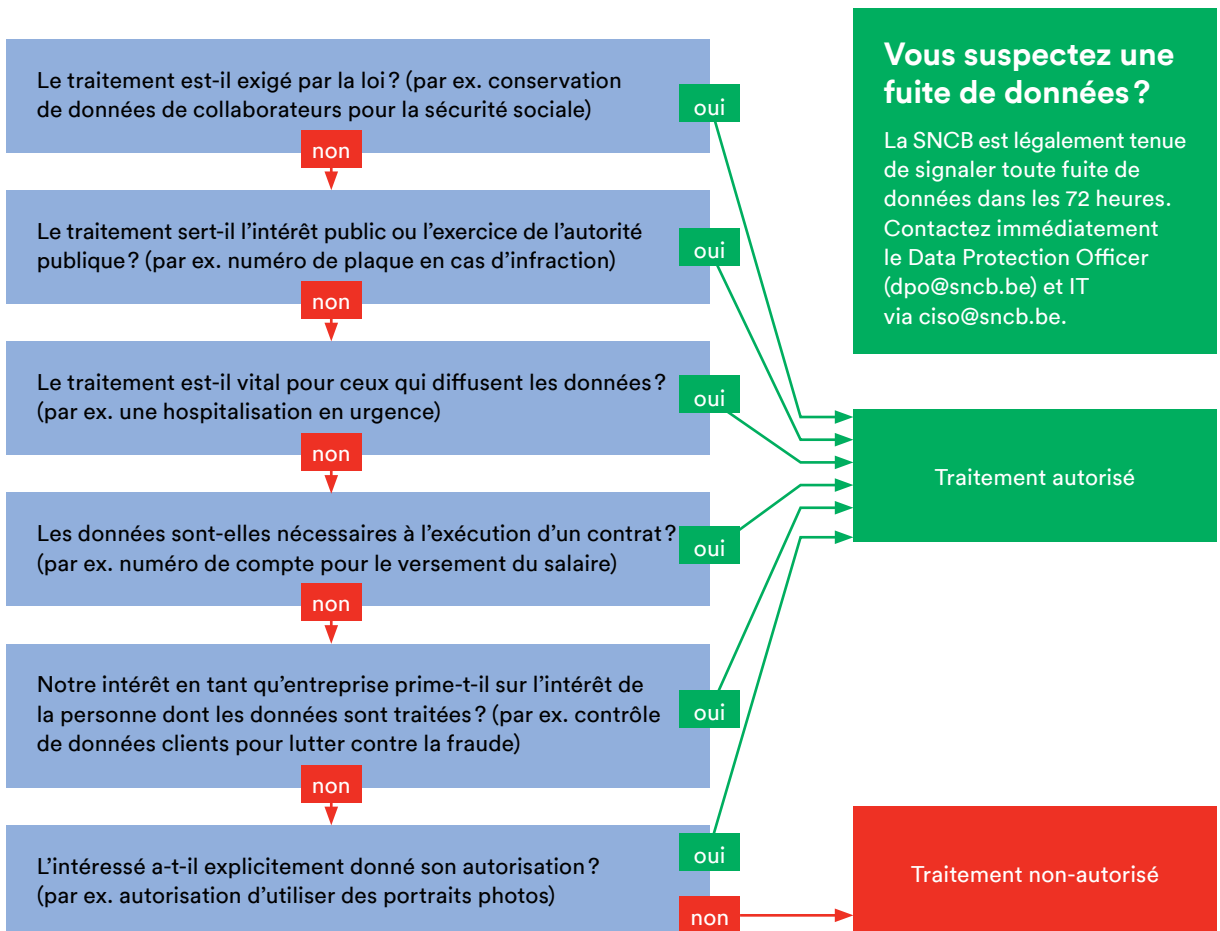 Le traitement est-il exigé par la loi ? (par ex. conservation
de données de collaborateurs pour la sécurité sociale)
oui
non
Le traitement sert-il l'intérêt public ou l'exercice de l'autorité
publique ? (par ex. numéro de plaque en cas d'infraction)
oui
non
Le traitement est-il vital pour ceux qui diffusent les données ?
(par ex. une hospitalisation en urgence)
oui
non
Les données sont-elles nécessaires à l'exécution d'un contrat ?
(par ex. numéro de compte pour le versement du salaire)
oui
non
Notre intérêt en tant qu'entreprise prime-t-il sur l'intérêt de
la personne dont les données sont traitées ? (par ex. contrôle
de données clients pour lutter contre la fraude)
oui
non
L'intéressé a-t-il explicitement donné son autorisation ?
(par ex. autorisation d'utiliser des portraits photos)
oui
non
Vous suspectez une
fuite de données ?
La SNCB est légalement tenue
de signaler toute fuite de
données dans les 72 heures.
Contactez immédiatement
le Data Protection Officer
(dpo@sncb.be) et IT
via ciso@sncb.be.
Traitement autorisé
Traitement non-autorisé